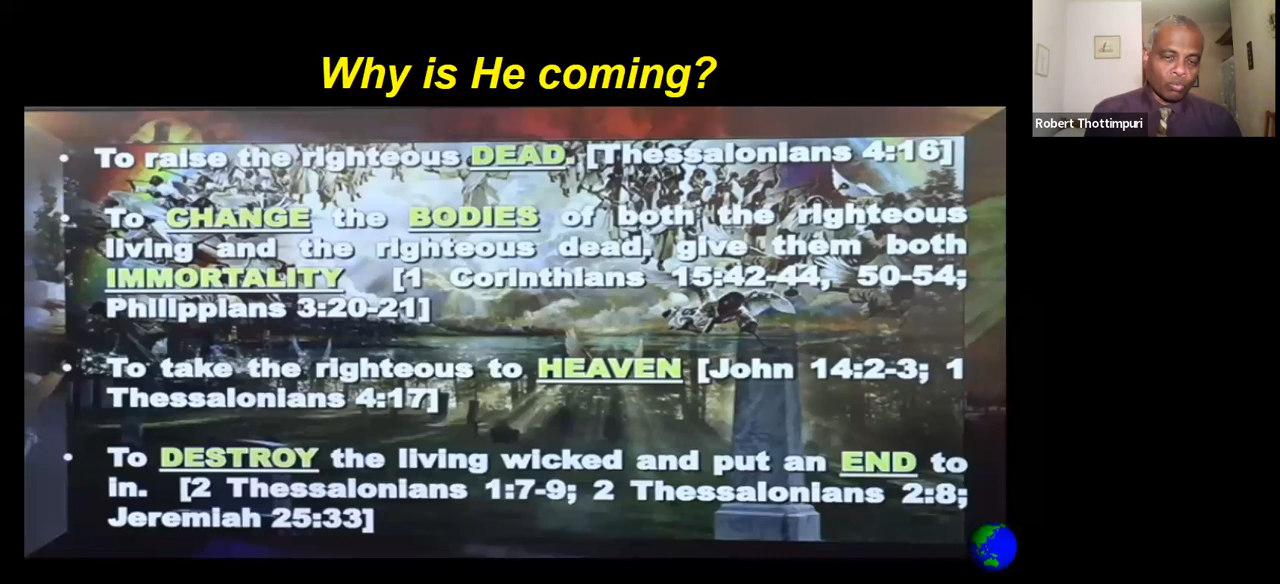 Why is He coming?
Robert Thottimpuri
• To raise the righteous DEAD. [Thessalonians 4:16]
• To CHANGE the BODIES of both the righteous
living and the righteous dead, give them both
IMMORTALITY [1 Corinthians 15:42-44, 50-54;
Philippians 3:20-21]
• To take the righteous to HEAVEN [John 14:2-3; 1
Thessalonians 4:17]
• To DESTROY the living wicked and put an END to
in. [2 Thessalonians 1:7-9; 2 Thessalonians 2:8;
Jeremiah 25:33]